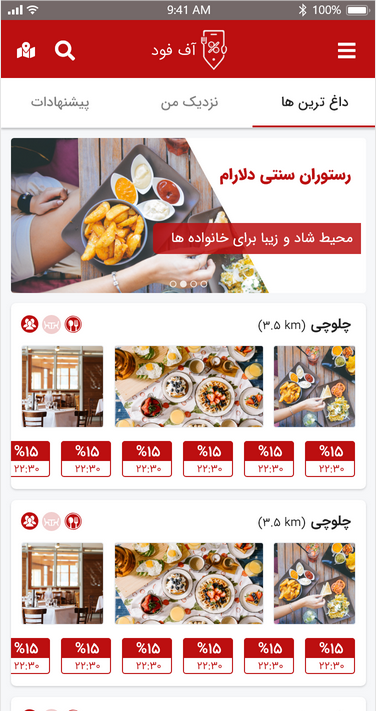 9:41 AM
100%
آف فود
داغ ترین ها
نزدیک من
پیشنهادات
رستوران سنتی دلارام
محیط شاد و زیبا برای خانواده ها
چلوچی (۳.۵ km)
%۱۵ %۱۵ %۱۵ %۱۵ %۱۵ %۱۵
۲۲:۳۰ ۲۲:۳۰ ۲۲:۳۰ ۲۲:۳۰ ۲۲:۳۰ ۲۲:۳۰
چلوچی (۳.۵ km)
%۱۵ %۱۵ %۱۵ %۱۵ %۱۵ %۱۵
۲۲:۳۰ ۲۲:۳۰ ۲۲:۳۰ ۲۲:۳۰ ۲۲:۳۰ ۲۲:۳۰